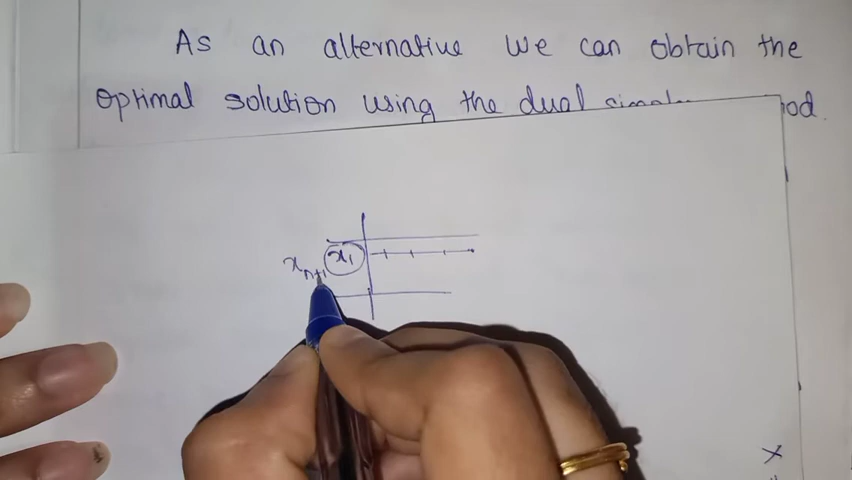 As an alternative we can obtain the
optimal solution using the dual
x₁
xₙ₊₁
x